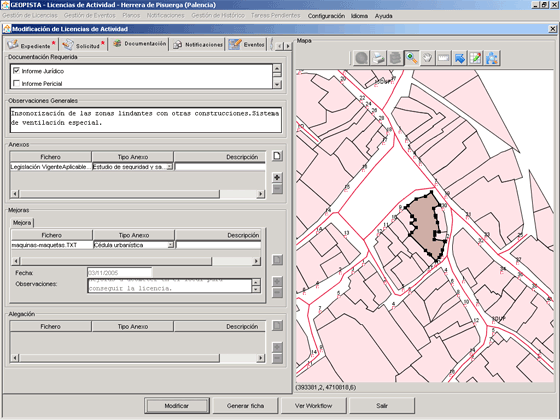 GEOPISTA - Licencias de Actividad - Herrera de Pisuerga (Palencia)
Gestión de Licencias Gestión de Eventos Planos Notificaciones Gestión de Histórico Tareas Pendientes Configuración Idioma Ayuda
Modificación de Licencias de Actividad
Expediente * Solicitud * Documentación Notificaciones Eventos
Documentación Requerida
Informe Jurídico
Informe Pericial
Observaciones Generales
Insonorización de las zonas lindantes con otras construcciones.Sistema
de ventilación especial.
Anexos
Fichero Tipo Anexo Descripción
Legislación VigenteAplicable... Estudio de seguridad y sa...
Mejoras
Mejora
Fichero Tipo Anexo Descripción
maquinas-maquetas.TXT Cédula urbanística
Fecha: 03/11/2005
Observaciones:
conseguir la licencia.
Alegación
Fichero Tipo Anexo Descripción
Mapa
(393381,2, 4710818,6)
Modificar Generar ficha Ver Workflow Salir